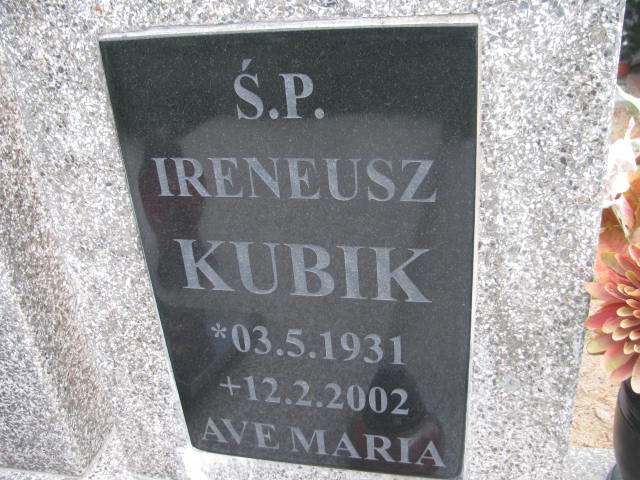 Ś.P.
IRENEUSZ
KUBIK
*03.5.1931
+12.2.2002
AVE MARIA